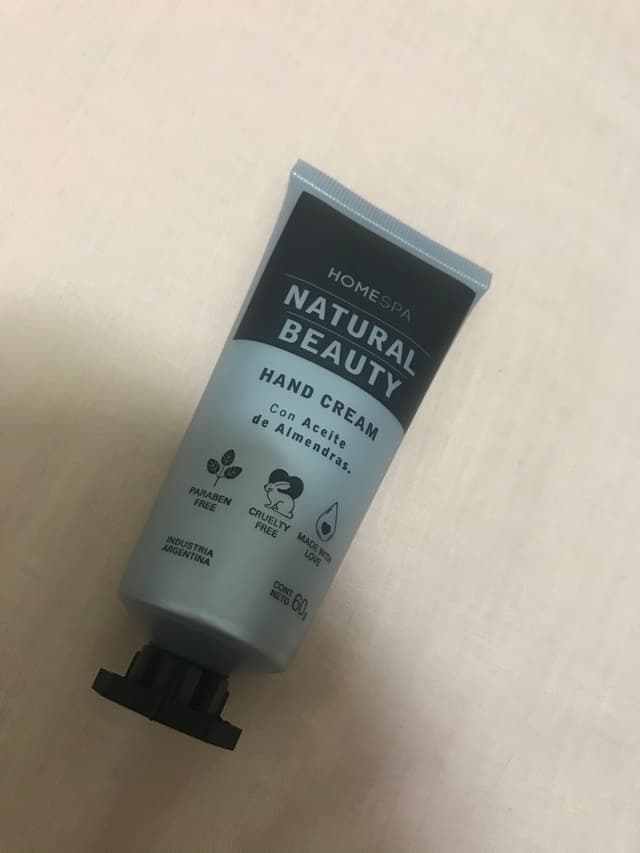 HOMESPA
NATURAL
BEAUTY
HAND CREAM
Con Aceite
de Almendras.
PARABEN
FREE
CRUELTY
FREE
MADE WITH
LOVE
INDUSTRIA
ARGENTINA
CONT
NETO 60g